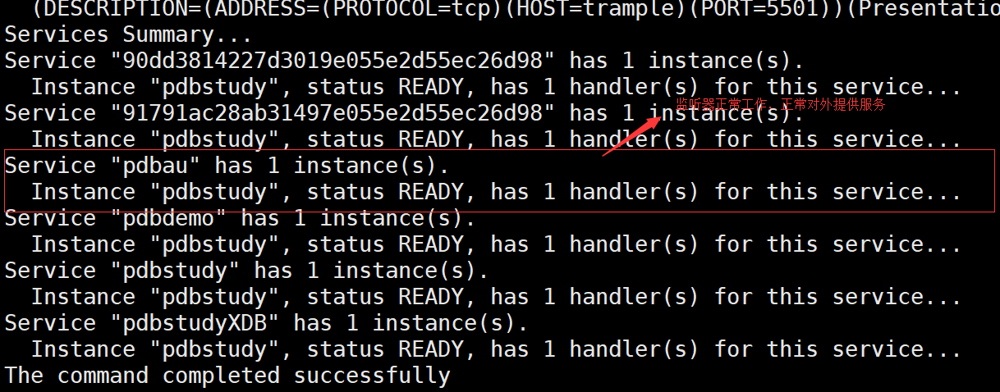 (DESCRIPTION=(ADDRESS=(PROTOCOL=tcp)(HOST=trample)(PORT=5501))(Presentatio
Services Summary...
Service "90dd3814227d3019e055e2d55ec26d98" has 1 instance(s).
  Instance "pdbstudy", status READY, has 1 handler(s) for this service...
监听器正常工作，正常对外提供服务
Service "91791ac28ab31497e055e2d55ec26d98" has 1 instance(s).
  Instance "pdbstudy", status READY, has 1 handler(s) for this service...
Service "pdbau" has 1 instance(s).
  Instance "pdbstudy", status READY, has 1 handler(s) for this service...
Service "pdbdemo" has 1 instance(s).
  Instance "pdbstudy", status READY, has 1 handler(s) for this service...
Service "pdbstudy" has 1 instance(s).
  Instance "pdbstudy", status READY, has 1 handler(s) for this service...
Service "pdbstudyXDB" has 1 instance(s).
  Instance "pdbstudy", status READY, has 1 handler(s) for this service...
The command completed successfully